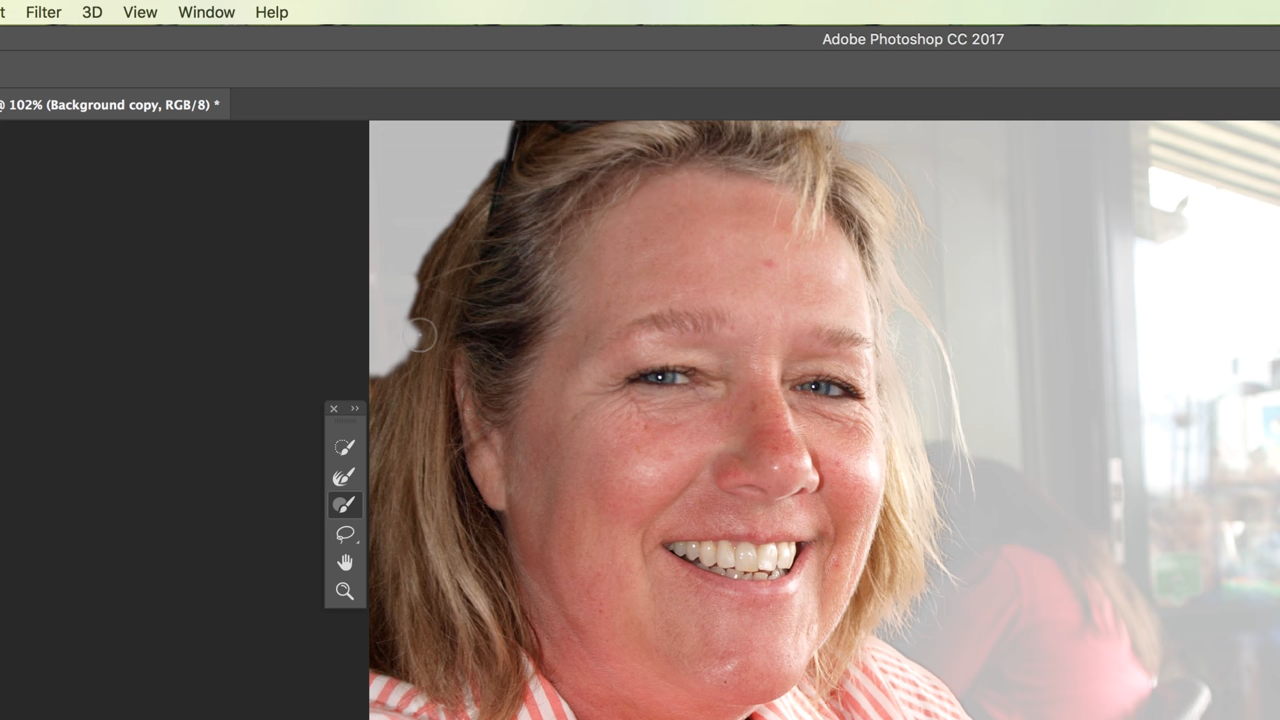 t Filter 3D View Window Help
Adobe Photoshop CC 2017
@ 102% (Background copy, RGB/8) *